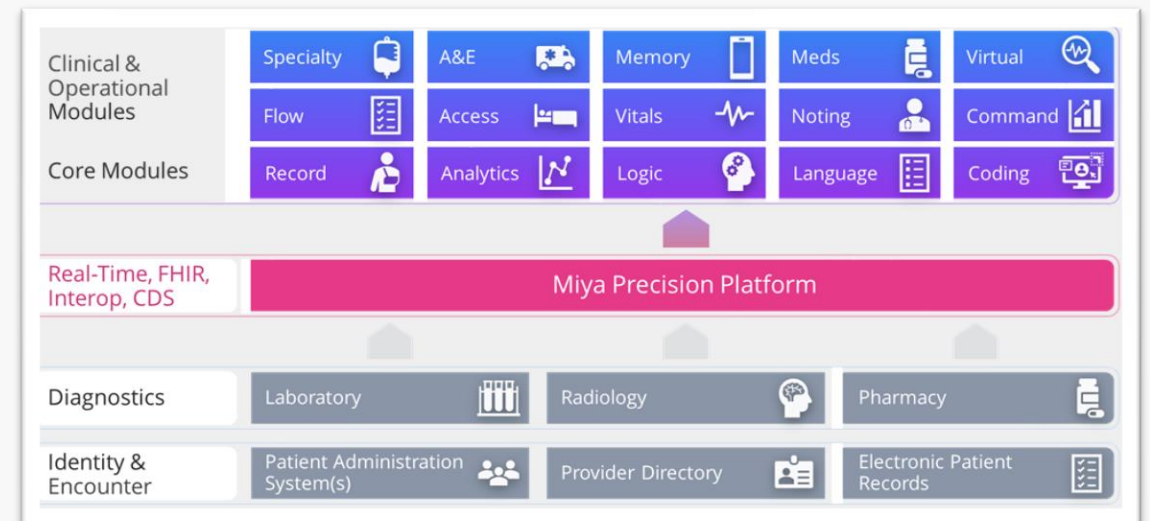 Clinical &
Operational
Modules
Specialty
A&E
Memory
Meds
Virtual
Flow
Access
Vitals
Noting
Command
Core Modules
Record
Analytics
Logic
Language
Coding
Real-Time, FHIR,
Interop, CDS
Miya Precision Platform
Diagnostics
Laboratory
Radiology
Pharmacy
Identity &
Encounter
Patient Administration
System(s)
Provider Directory
Electronic Patient
Records